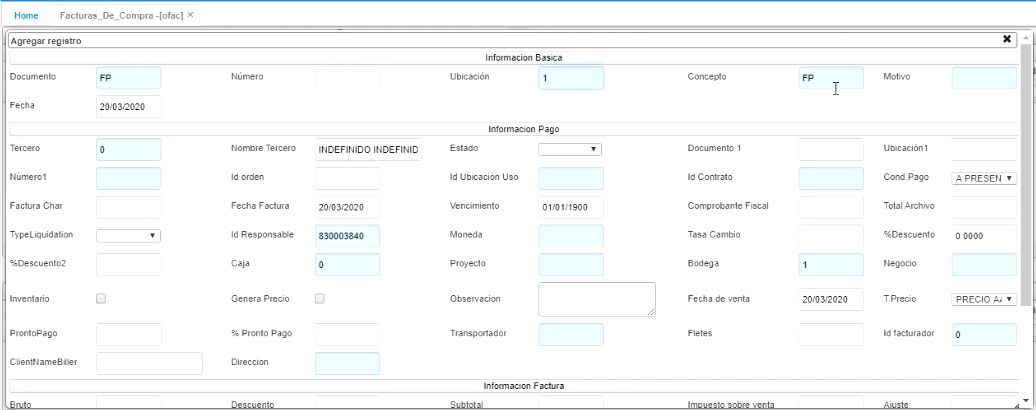 Home Facturas_De_Compra -[ofac] ×
Agregar registro ✖
Informacion Basica
Documento FP Número Ubicación 1 Concepto FP Motivo
Fecha 20/03/2020
Informacion Pago
Tercero 0 Nombre Tercero INDEFINIDO INDEFINID Estado Documento 1 Ubicación1
Número1 Id orden Id Ubicación Uso Id Contrato Cond.Pago A PRESEN
Factura Char Fecha Factura 20/03/2020 Vencimiento 01/01/1900 Comprobante Fiscal Total Archivo
TypeLiquidation Id Responsable 830003840 Moneda Tasa Cambio %Descuento 0.0000
%Descuento2 Caja 0 Proyecto Bodega 1 Negocio
Inventario Genera Precio Observacion Fecha de venta 20/03/2020 T.Precio PRECIO
ProntoPago % Pronto Pago Transportador Fletes Id facturador 0
ClientNameBiller Direccion
Informacion Factura
Bruto Descuento Subtotal Impuesto sobre venta Ajuste